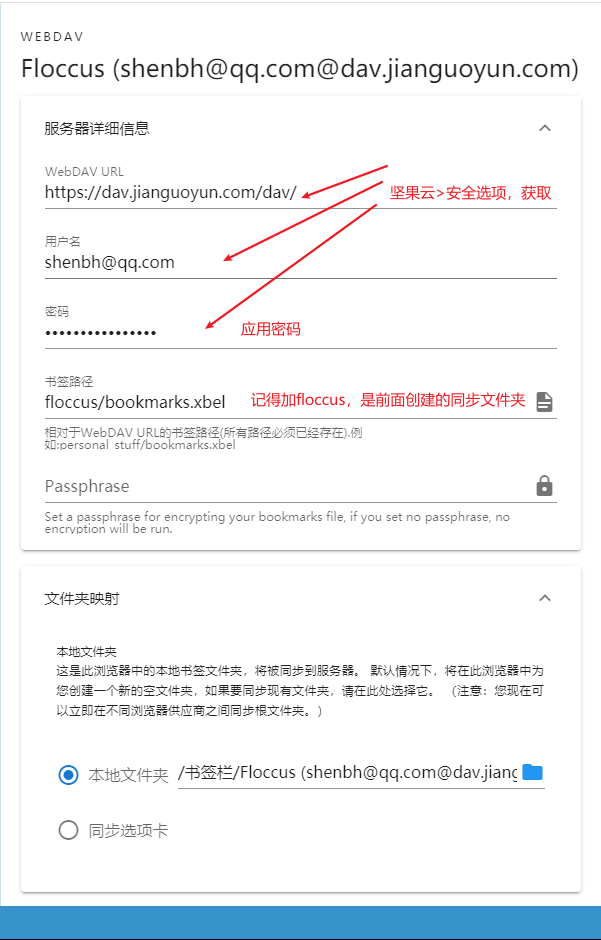 WEBDAV
Floccus (shenbh@qq.com@dav.jianguoyun.com)
服务器详细信息
WebDAV URL
https://dav.jianguoyun.com/dav/
坚果云>安全选项，获取
用户名
shenbh@qq.com
密码
••••••••••••••••
应用密码
书签路径
floccus/bookmarks.xbel
记得加floccus，是前面创建的同步文件夹
相对于WebDAV URL的书签路径(所有路径必须已经存在).例
如:personal_stuff/bookmarks.xbel
Passphrase
Set a passphrase for encrypting your bookmarks file, if you set no passphrase, no
encryption will be run.
文件夹映射
本地文件夹
这是此浏览器中的本地书签文件夹，将被同步到服务器。 默认情况下，将在此浏览器中为
您创建一个新的空文件夹，如果要同步现有文件夹，请在此处选择它。 （注意：您现在可
以立即在不同浏览器供应商之间同步根文件夹。）
本地文件夹 /书签栏/Floccus (shenbh@qq.com@dav.jiang
同步选项卡